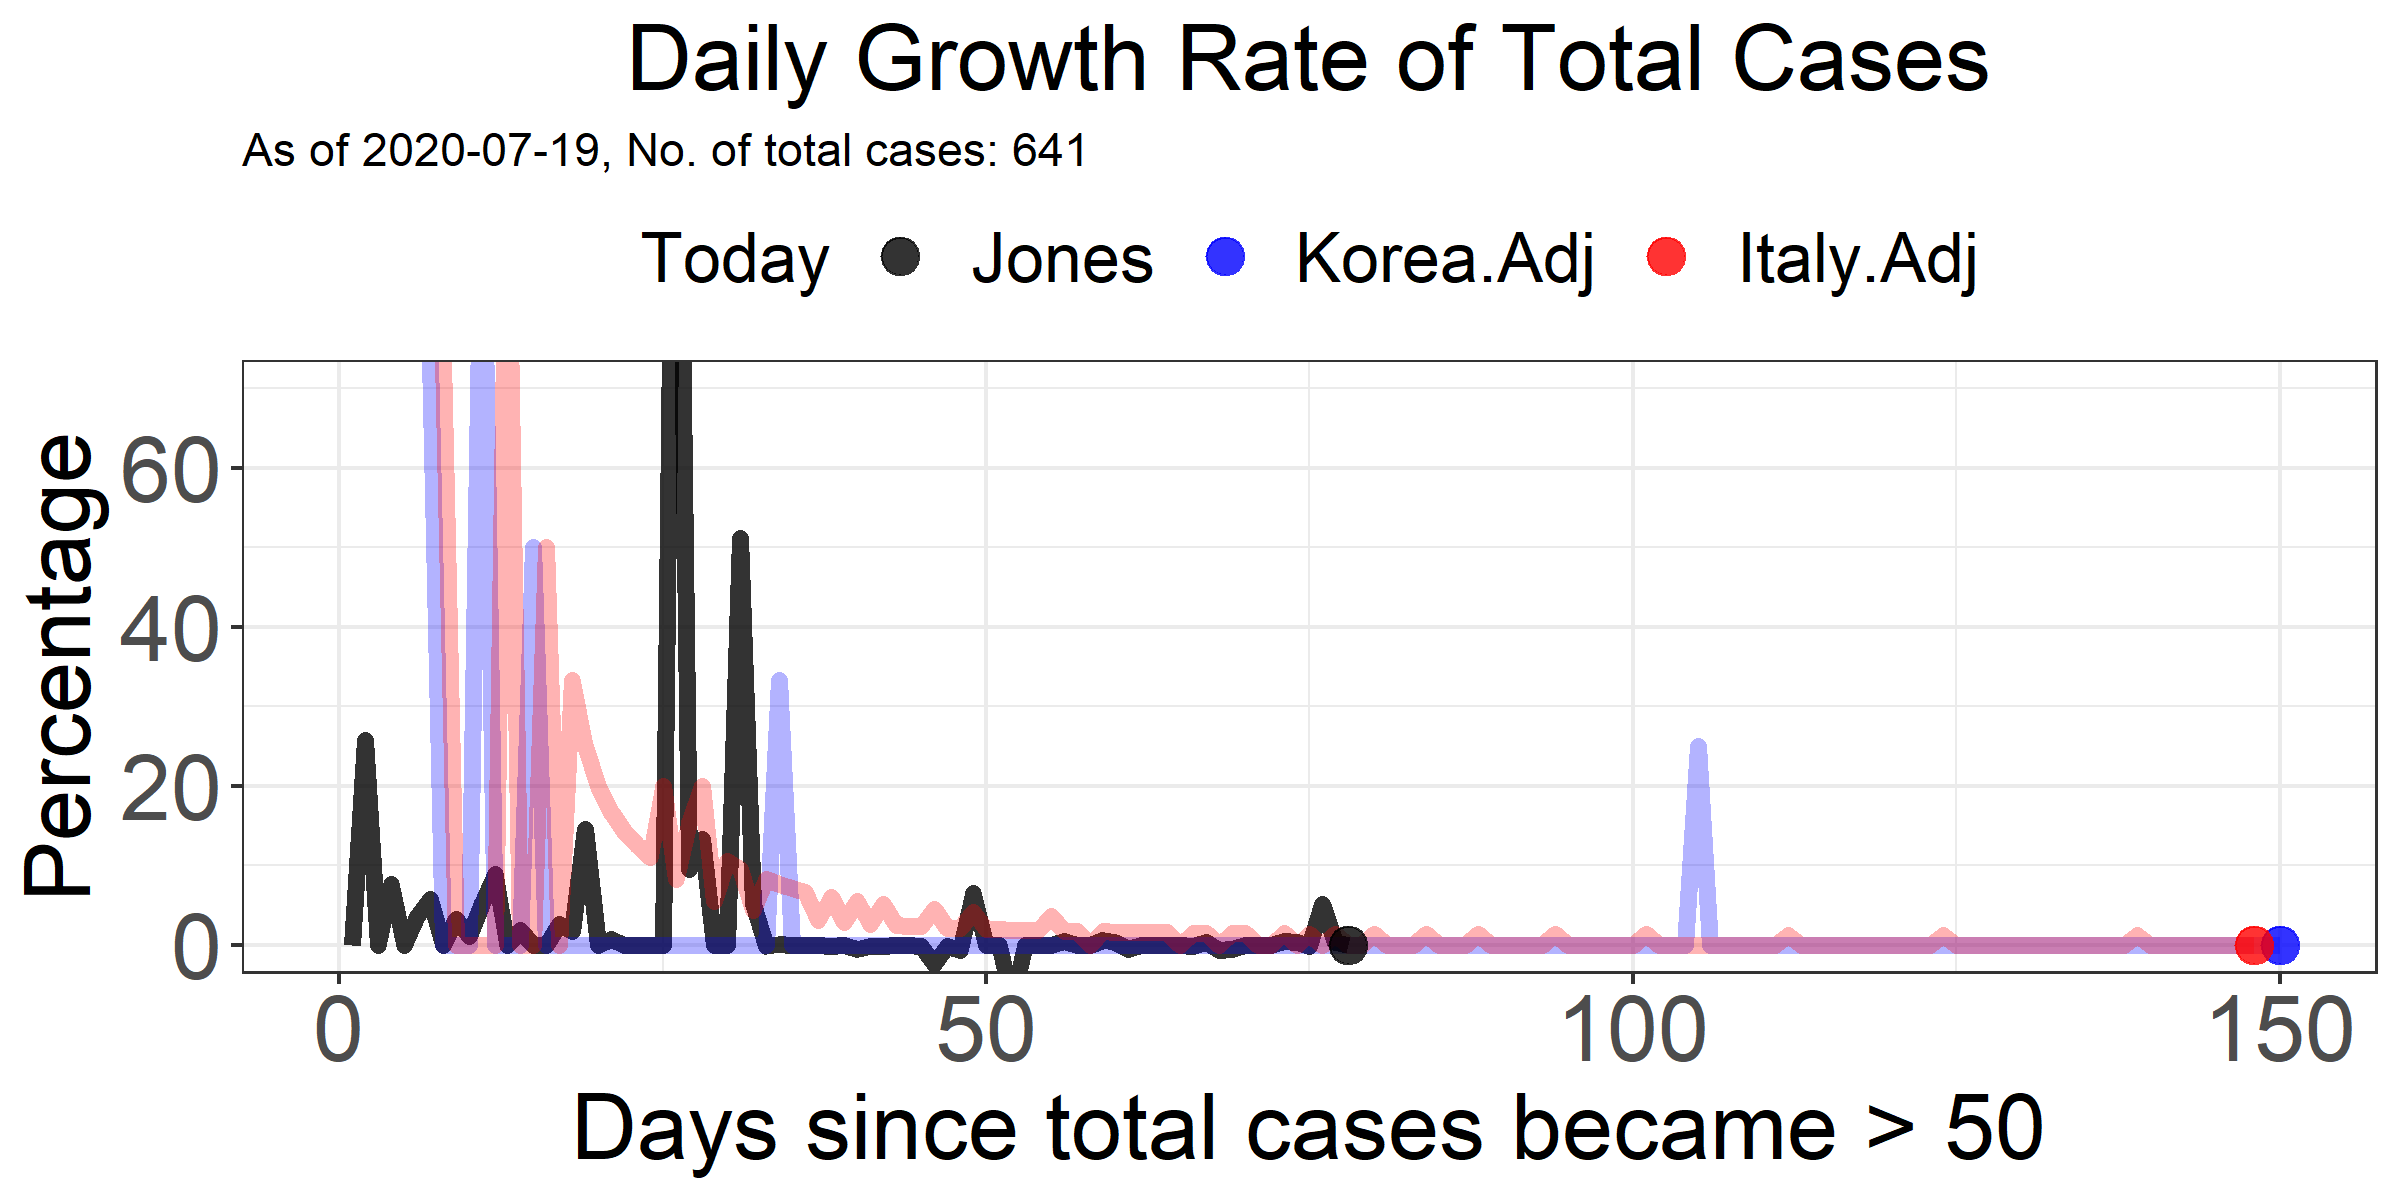 Daily Growth Rate of Total Cases
As of 2020-07-19, No. of total cases: 641
Today Jones Korea.Adj Italy.Adj
Percentage
60
40
20
0
0 50 100 150
Days since total cases became > 50